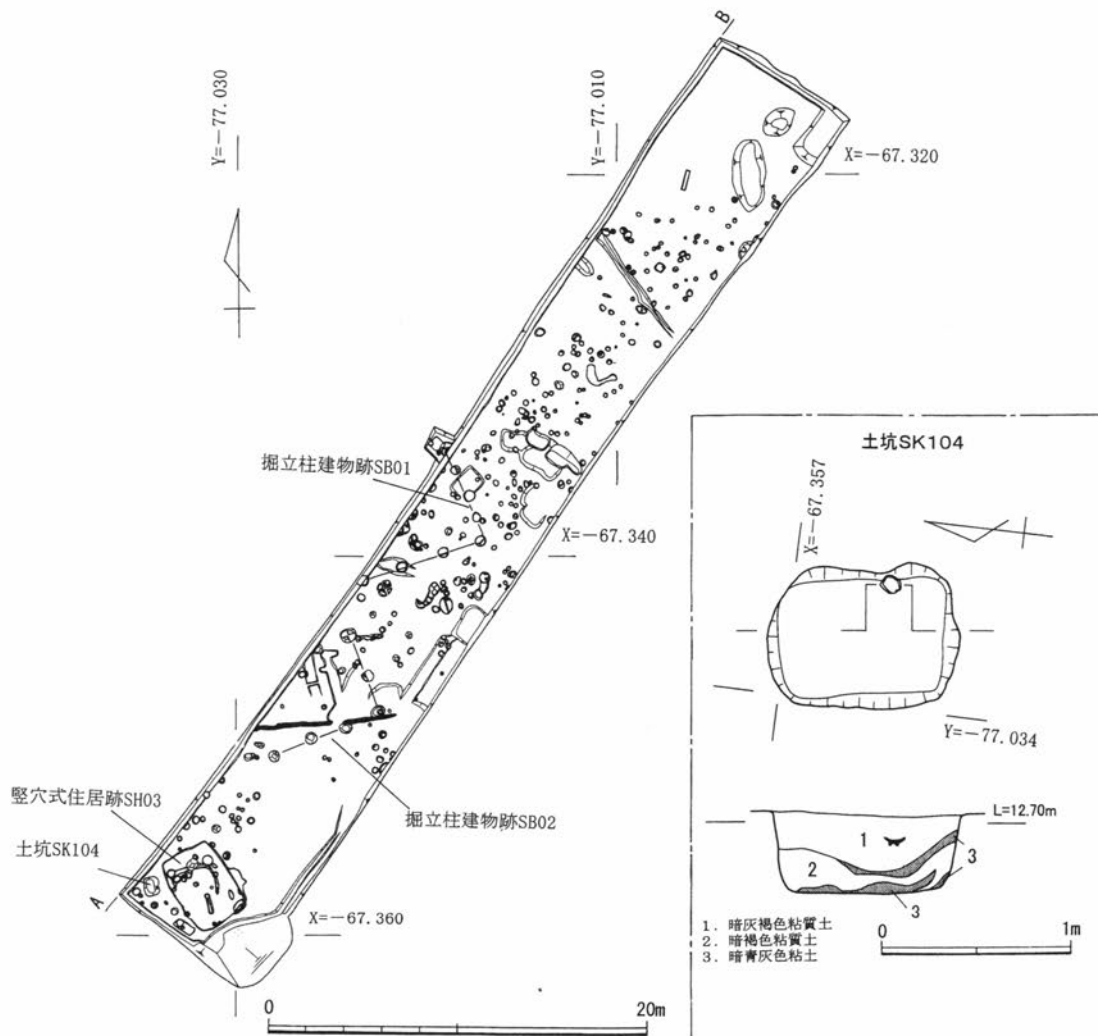 B
Y=-77.030
Y=-77.010
X=-67.320
掘立柱建物跡SB01
X=-67.340
竪穴式住居跡SH03
土坑SK104
A
掘立柱建物跡SB02
X=-67.360
0 20m
土坑SK104
X=-67.357
Y=-77.034
L=12.70m
1
2
3
3
1. 暗灰褐色粘質土
2. 暗褐色粘質土
3. 暗青灰色粘土
0 1m